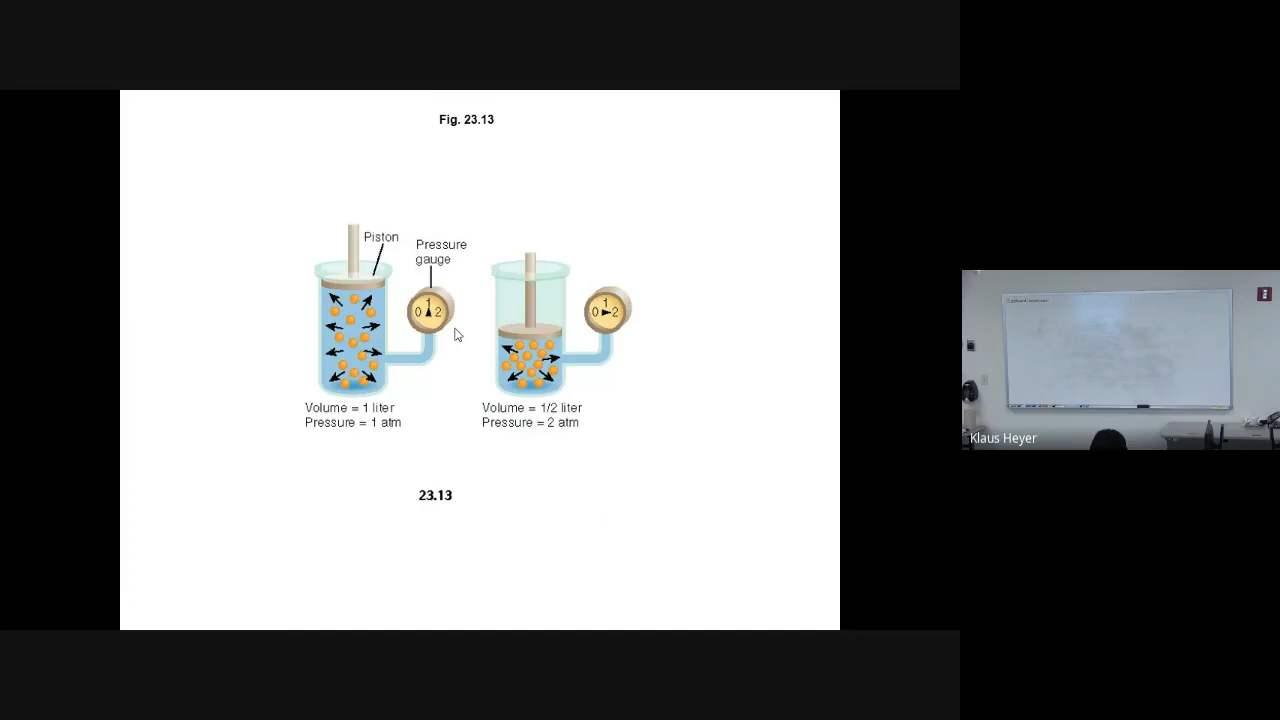 Fig. 23.13
Piston
Pressure
gauge
1
0 2
1
0 2
Volume = 1 liter
Pressure = 1 atm
Volume = 1/2 liter
Pressure = 2 atm
23.13
Klaus Heyer